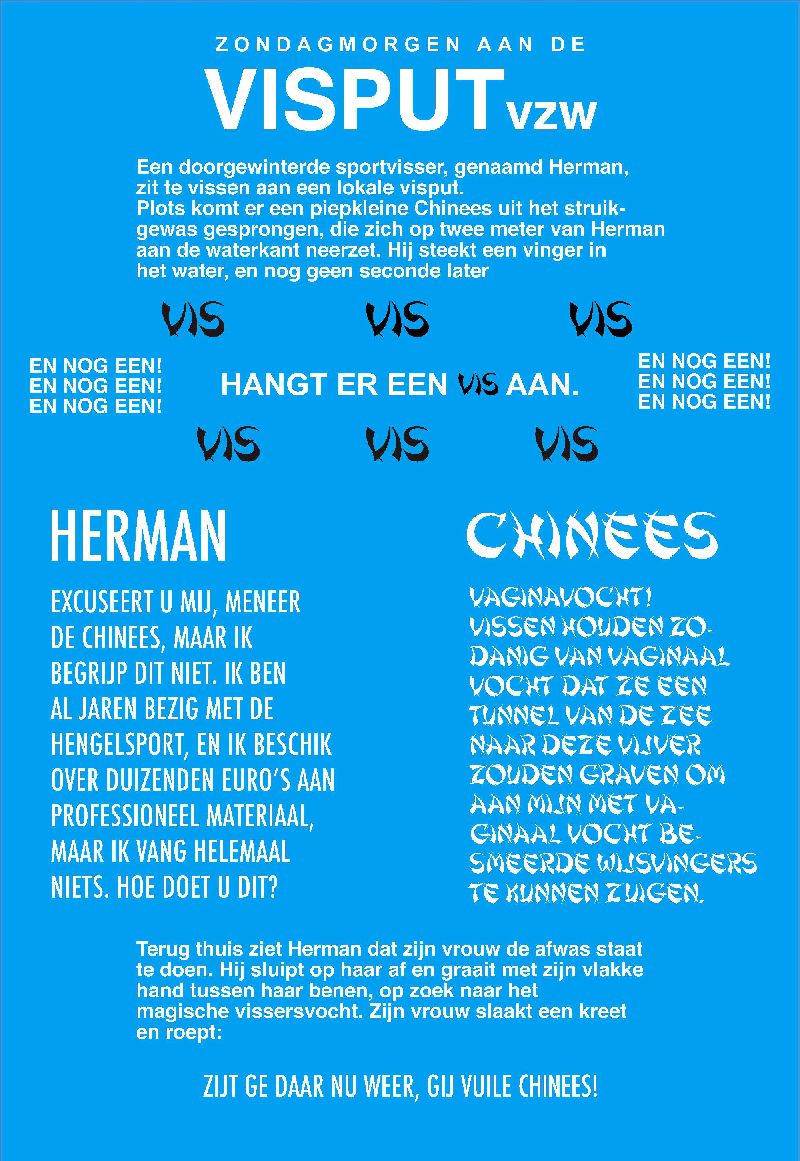 ZONDAGMORGEN AAN DE
VISPUT VZW
Een doorgewinterde sportvisser, genaamd Herman,
zit te vissen aan een lokale visput.
Plots komt er een piepkleine Chinees uit het struik-
gewas gesprongen, die zich op twee meter van Herman
aan de waterkant neerzet. Hij steekt een vinger in
het water, en nog geen seconde later
VIS VIS VIS
EN NOG EEN!
EN NOG EEN!
EN NOG EEN!
HANGT ER EEN VIS AAN.
EN NOG EEN!
EN NOG EEN!
EN NOG EEN!
VIS VIS VIS
HERMAN
EXCUSEERT U MIJ, MENEER
DE CHINEES, MAAR IK
BEGRIJP DIT NIET. IK BEN
AL JAREN BEZIG MET DE
HENGELSPORT, EN IK BESCHIK
OVER DUIZENDEN EURO'S AAN
PROFESSIONEEL MATERIAAL,
MAAR IK VANG HELEMAAL
NIETS. HOE DOET U DIT?
CHINEES
VAGINAVOCHT!
VISSEN HOUDEN ZO-
DANIG VAN VAGINAAL
VOCHT DAT ZE EEN
TUNNEL VAN DE ZEE
NAAR DEZE VIJVER
ZOUDEN GRAVEN OM
AAN MIJN MET VA-
GINAAL VOCHT BE-
SMEERDE WIJSVINGERS
TE KUNNEN ZUIGEN.
Terug thuis ziet Herman dat zijn vrouw de afwas staat
te doen. Hij sluipt op haar af en graait met zijn vlakke
hand tussen haar benen, op zoek naar het
magische vissersvocht. Zijn vrouw slaakt een kreet
en roept:
ZIJT GE DAAR NU WEER, GIJ VUILE CHINEES!